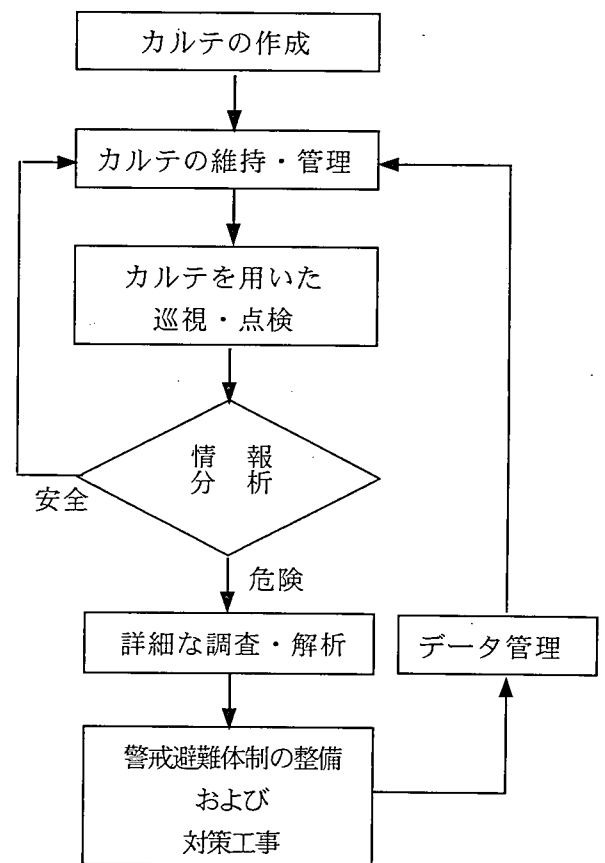 カルテの作成
カルテの維持・管理
カルテを用いた
巡視・点検
情 報
分 析
安全
危険
詳細な調査・解析
データ管理
警戒避難体制の整備
および
対策工事